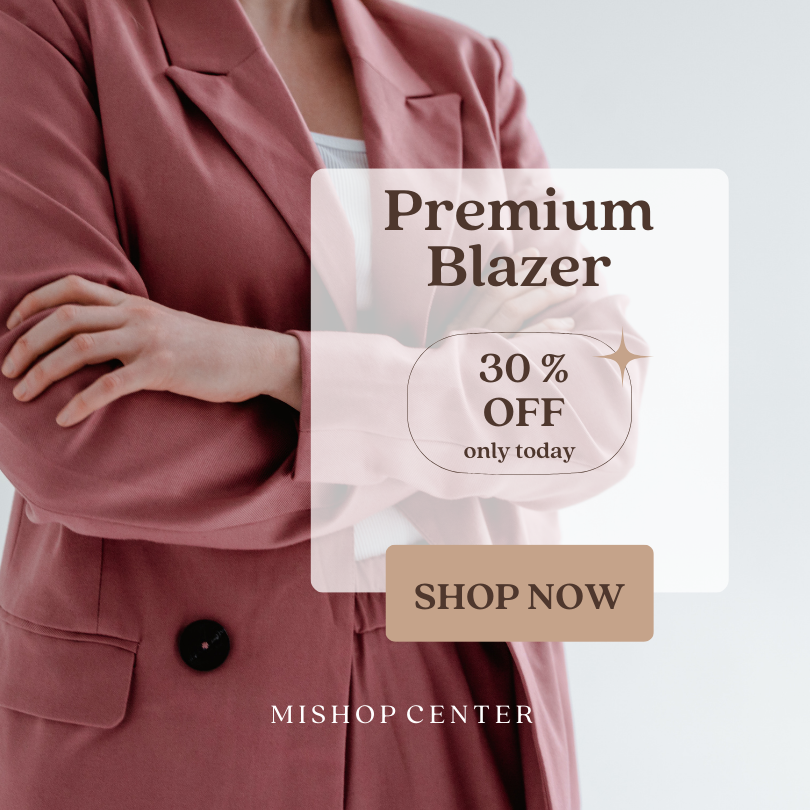 Premium
Blazer
30 %
OFF
only today
SHOP NOW
MISHOP CENTER